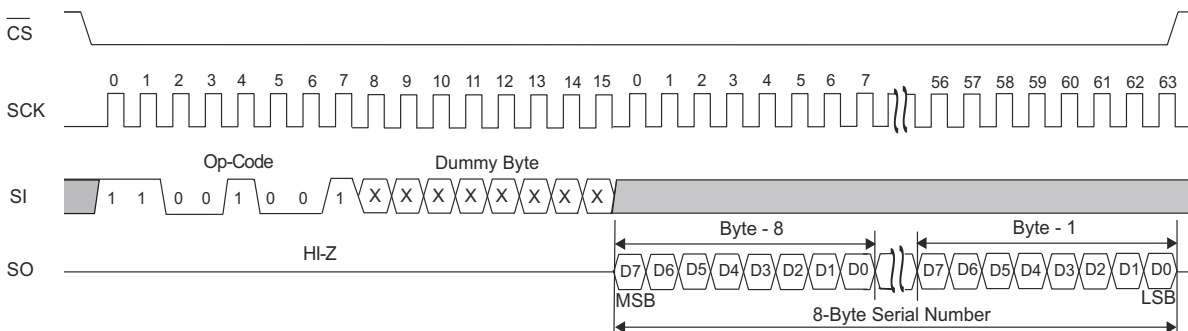 CS
0 1 2 3 4 5 6 7 8 9 10 11 12 13 14 15 0 1 2 3 4 5 6 7 56 57 58 59 60 61 62 63
SCK
Op-Code Dummy Byte
SI 1 1 0 0 1 0 0 1 X X X X X X X X
HI-Z Byte - 8 Byte - 1
SO D7 D6 D5 D4 D3 D2 D1 D0 D7 D6 D5 D4 D3 D2 D1 D0
MSB LSB
8-Byte Serial Number